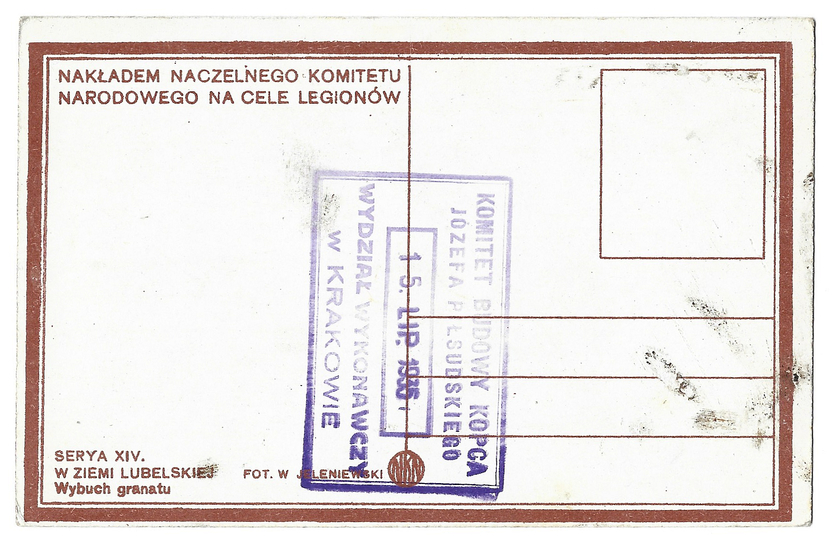 NAKŁADEM NACZELNEGO KOMITETU
NARODOWEGO NA CELE LEGIONÓW
KOMITET BUDOWY KOPCA
JÓZEFA PIŁSUDSKIEGO
15. LIP. 1936
WYDZIAŁ WYKONAWCZY
W KRAKOWIE
SERYA XIV.
W ZIEMI LUBELSKIEJ
Wybuch granatu
FOT. W JELENIEWSKI
NKN